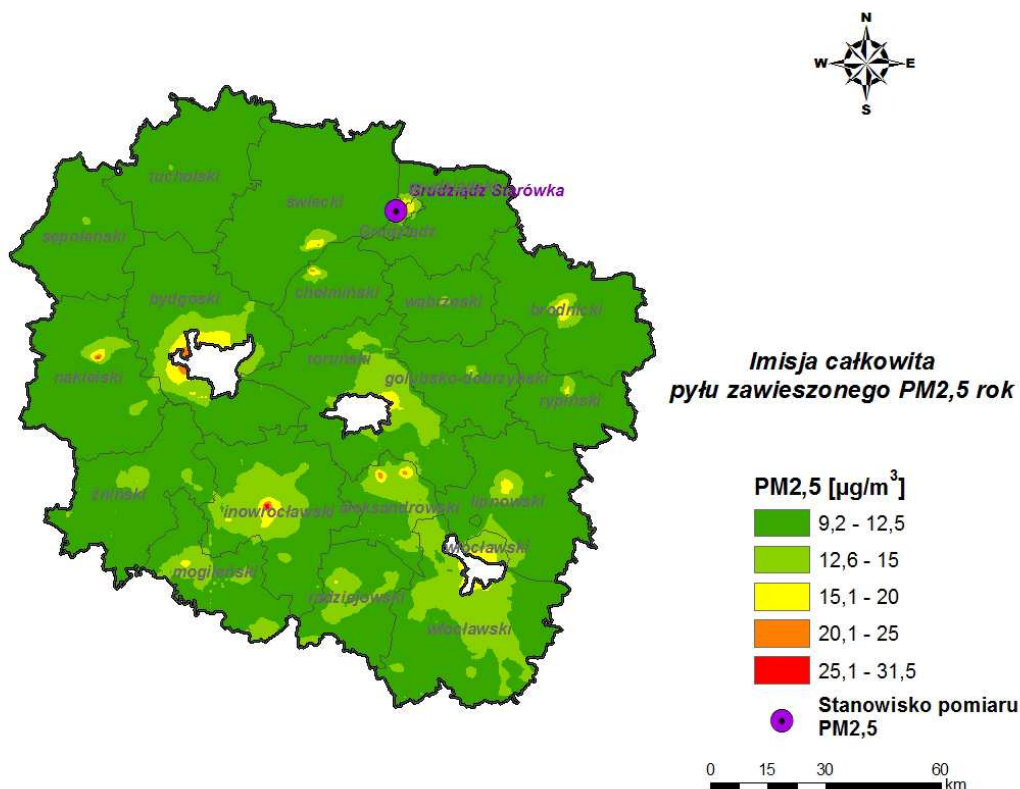 N
W E
S
tucholski
świecki
Grudziądz Starówka
Grudziądz
sępoleński
bydgoski
chełmiński
wąbrzeski
brodnicki
toruński
nakielski
golubsko-dobrzyński
rypiński
Imisja całkowita
pyłu zawieszonego PM2,5 rok
żniński
inowrocławski
aleksandrowski
lipnowski
włocławski
mogileński
radziejowski
włocławski
PM2,5 [µg/m³]
9,2 - 12,5
12,6 - 15
15,1 - 20
20,1 - 25
25,1 - 31,5
Stanowisko pomiaru
PM2,5
0 15 30 60
km